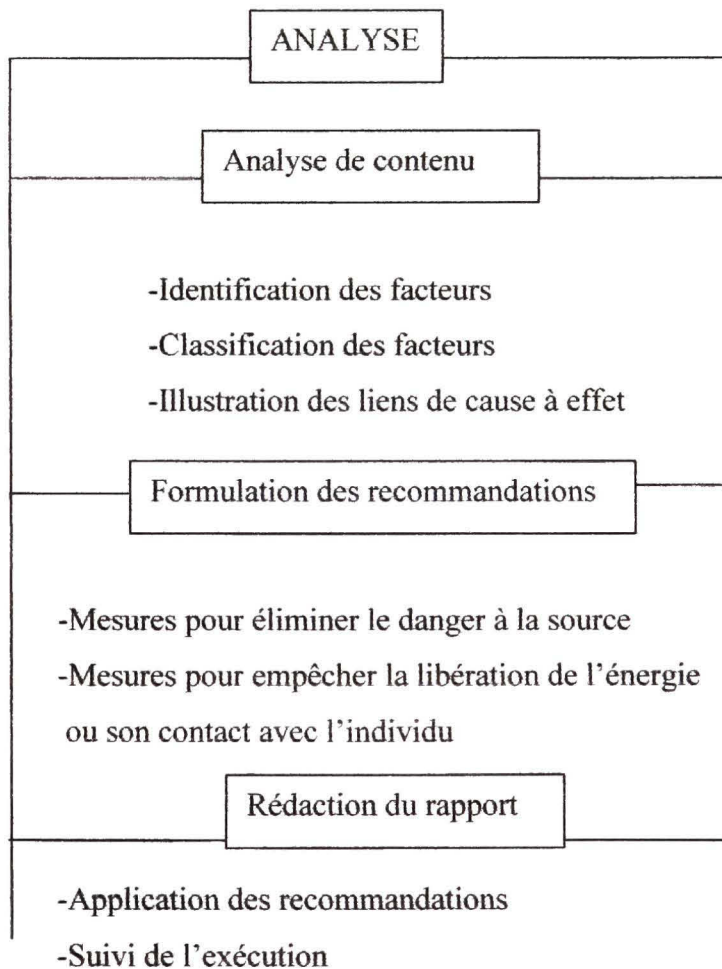 ANALYSE
Analyse de contenu
-Identification des facteurs
-Classification des facteurs
-Illustration des liens de cause à effet
Formulation des recommandations
-Mesures pour éliminer le danger à la source
-Mesures pour empêcher la libération de l'énergie
ou son contact avec l'individu
Rédaction du rapport
-Application des recommandations
-Suivi de l'exécution